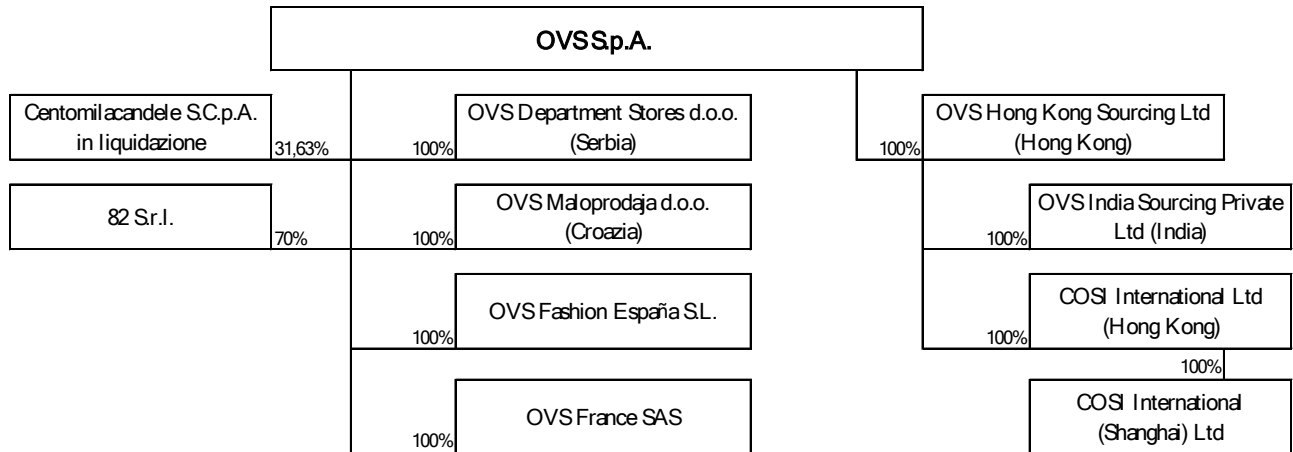 OVS S.p.A.
Centomilacandele S.C.p.A.
in liquidazione
31,63%
100%
OVS Department Stores d.o.o.
(Serbia)
100%
OVS Hong Kong Sourcing Ltd
(Hong Kong)
82 S.r.l.
70%
100%
OVS Maloprodaja d.o.o.
(Croazia)
100%
OVS India Sourcing Private
Ltd (India)
100%
OVS Fashion España S.L.
100%
COSI International Ltd
(Hong Kong)
100%
100%
OVS France SAS
COSI International
(Shanghai) Ltd